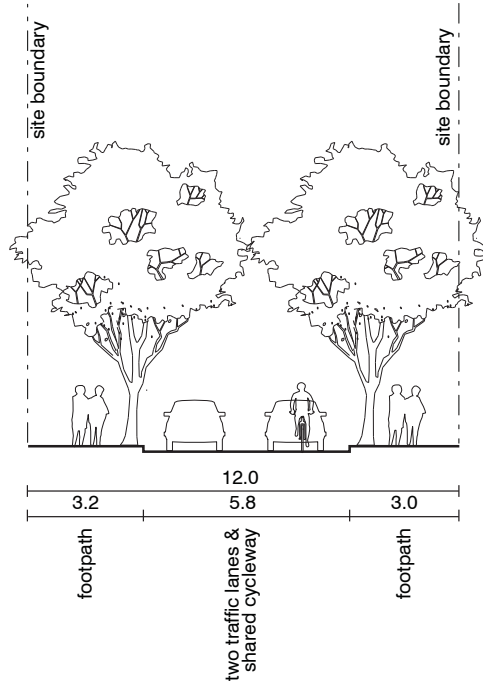 site boundary
site boundary
12.0
3.2
5.8
3.0
footpath
two traffic lanes &
shared cycleway
footpath